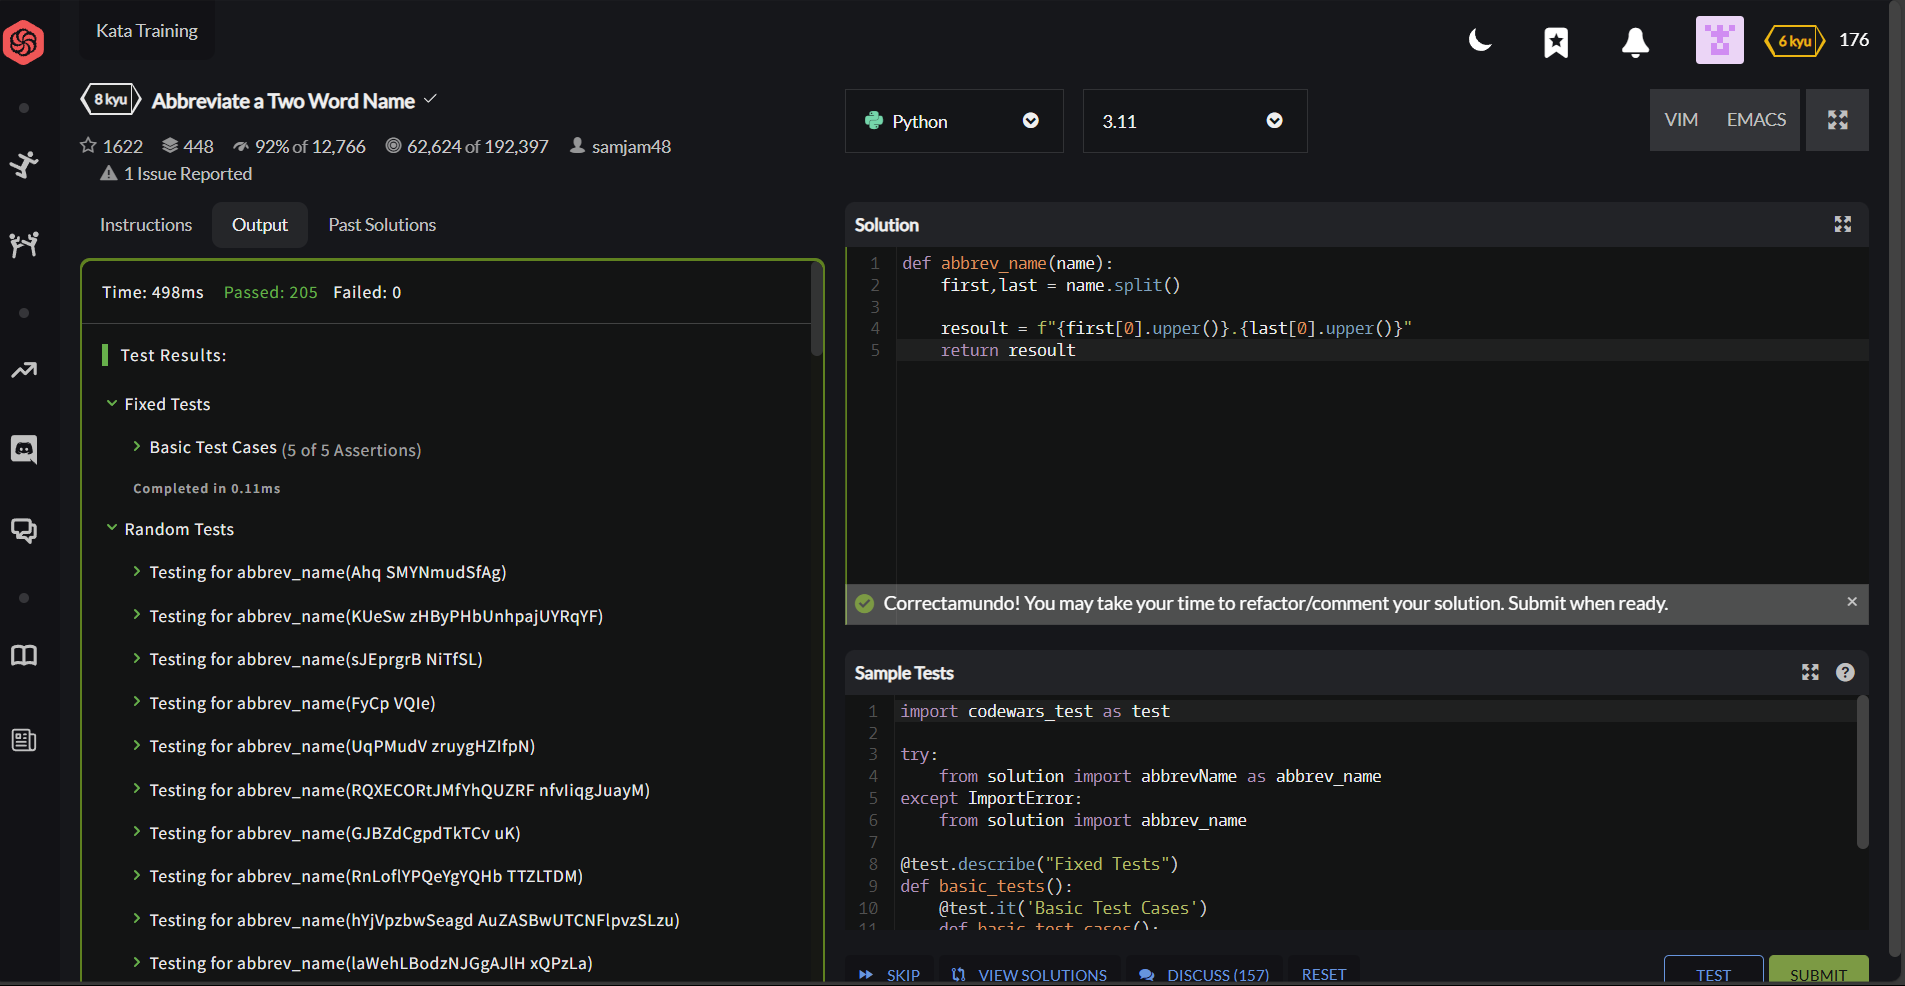 Kata Training
6 kyu 176
8 kyu Abbreviate a Two Word Name
1622 448 92% of 12,766 62,624 of 192,397 samjam48
1 Issue Reported
Instructions Output Past Solutions
Time: 498ms Passed: 205 Failed: 0
Test Results:
Fixed Tests
Basic Test Cases (5 of 5 Assertions)
Completed in 0.11ms
Random Tests
Testing for abbrev_name(Ahq SMYNmudSfAg)
Testing for abbrev_name(KUeSw zHByPHbUnhpajUYRqYF)
Testing for abbrev_name(sJEprgrB NiTfSL)
Testing for abbrev_name(FyCp VQIe)
Testing for abbrev_name(UqPMudV zruygHZIfpN)
Testing for abbrev_name(RQXECORtJMfYhQUZRF nfvIiqgJuayM)
Testing for abbrev_name(GJBZdCgpdTkTCv uK)
Testing for abbrev_name(RnLoflYPQeYgYQHb TTZLTDM)
Testing for abbrev_name(hYjVpzbwSeagd AuZASBwUTCNFlpvzSLzu)
Testing for abbrev_name(laWehLBodzNJGgAJlH xQPzLa)
Python 3.11 VIM EMACS
Solution
1 def abbrev_name(name):
2 first,last = name.split()
3
4 resoult = f"{first[0].upper()}.{last[0].upper()}"
5 return resoult
Correctamundo! You may take your time to refactor/comment your solution. Submit when ready.
Sample Tests
1 import codewars_test as test
2
3 try:
4 from solution import abbrevName as abbrev_name
5 except ImportError:
6 from solution import abbrev_name
7
8 @test.describe("Fixed Tests")
9 def basic_tests():
10 @test.it('Basic Test Cases')
11 def basic_test_cases():
SKIP VIEW SOLUTIONS DISCUSS (157) RESET TEST SUBMIT